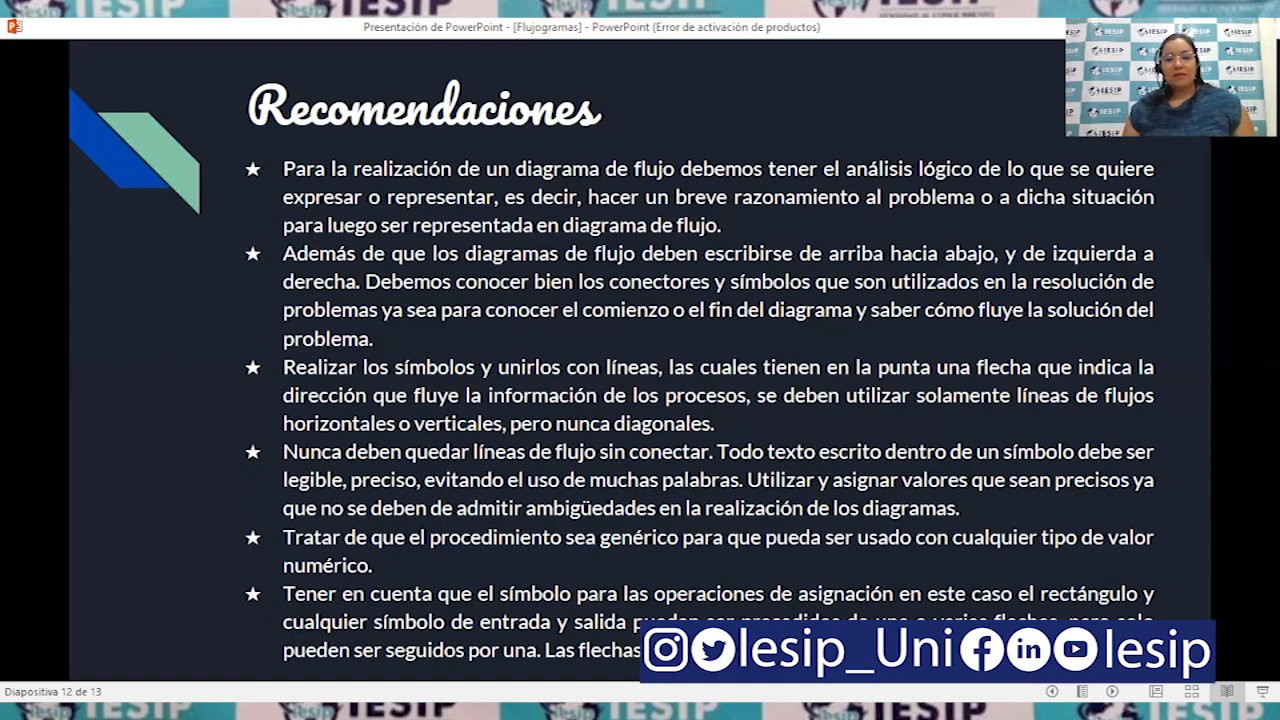 IESIP
Presentación de PowerPoint - [Flujogramas] - PowerPoint (Error de activación de productos)
Recomendaciones
★ Para la realización de un diagrama de flujo debemos tener el análisis lógico de lo que se quiere
expresar o representar, es decir, hacer un breve razonamiento al problema o a dicha situación
para luego ser representada en diagrama de flujo.
★ Además de que los diagramas de flujo deben escribirse de arriba hacia abajo, y de izquierda a
derecha. Debemos conocer bien los conectores y símbolos que son utilizados en la resolución de
problemas ya sea para conocer el comienzo o el fin del diagrama y saber cómo fluye la solución del
problema.
★ Realizar los símbolos y unirlos con líneas, las cuales tienen en la punta una flecha que indica la
dirección que fluye la información de los procesos, se deben utilizar solamente líneas de flujos
horizontales o verticales, pero nunca diagonales.
★ Nunca deben quedar líneas de flujo sin conectar. Todo texto escrito dentro de un símbolo debe ser
legible, preciso, evitando el uso de muchas palabras. Utilizar y asignar valores que sean precisos ya
que no se deben de admitir ambigüedades en la realización de los diagramas.
★ Tratar de que el procedimiento sea genérico para que pueda ser usado con cualquier tipo de valor
numérico.
★ Tener en cuenta que el símbolo para las operaciones de asignación en este caso el rectángulo y
cualquier símbolo de entrada y salida
pueden ser seguidos por una. Las flechas
Iesip_Uni Iesip
Diapositiva 12 de 13